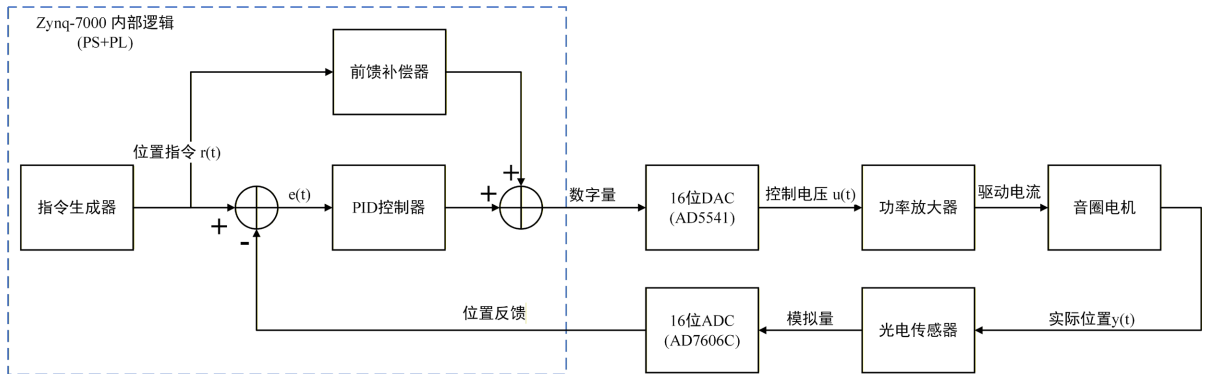 Zynq-7000 内部逻辑
(PS+PL)
前馈补偿器
位置指令 r(t)
指令生成器
+
-
e(t)
PID控制器
+
+
数字量
16位DAC
(AD5541)
控制电压 u(t)
功率放大器
驱动电流
音圈电机
位置反馈
16位ADC
(AD7606C)
模拟量
光电传感器
实际位置y(t)